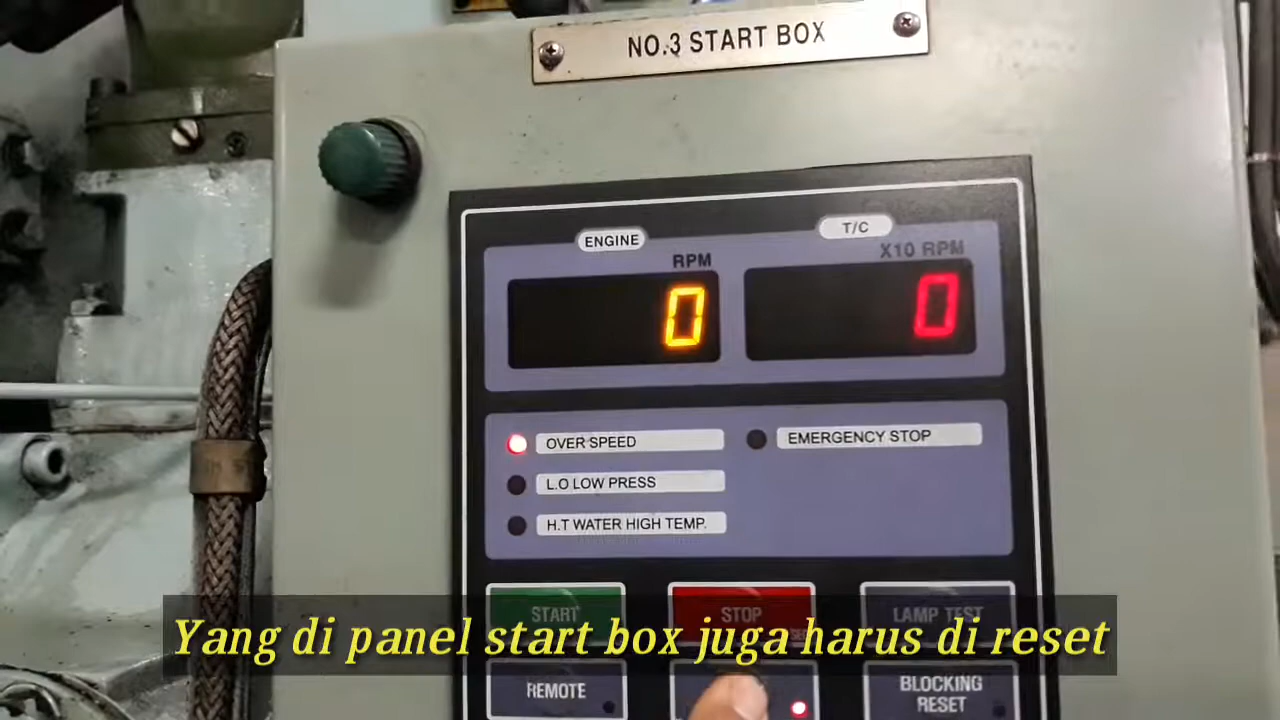 NO.3 START BOX
ENGINE
T/C
RPM
X10 RPM
0
0
OVER SPEED
EMERGENCY STOP
L.O LOW PRESS
H.T WATER HIGH TEMP.
START
STOP
LAMP TEST
Yang di panel start box juga harus di reset
REMOTE
BLOCKING
RESET